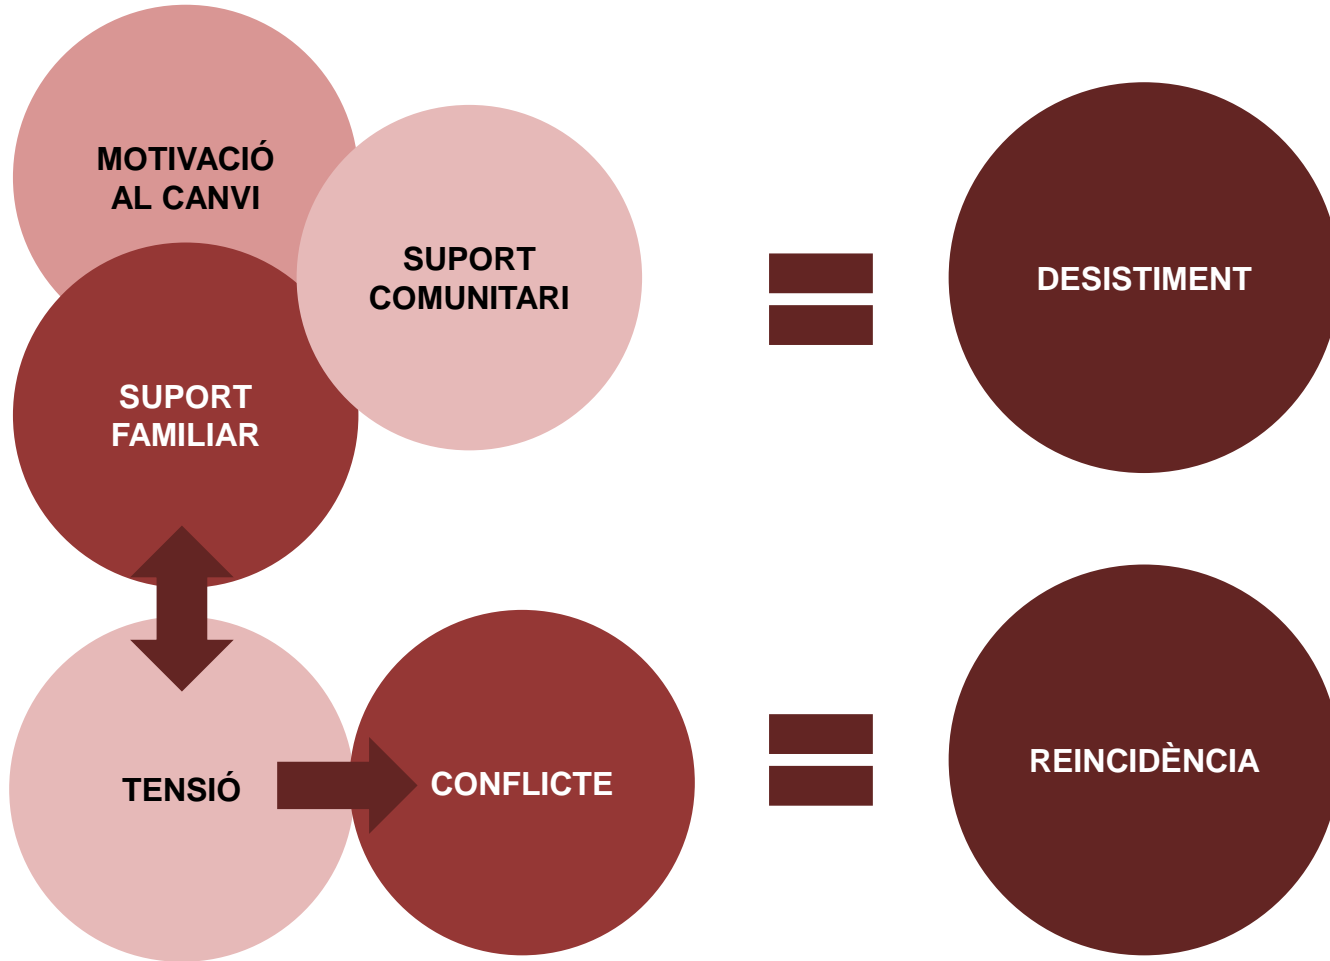 MOTIVACIÓ
AL CANVI
SUPORT
COMUNITARI
DESISTIMENT
SUPORT
FAMILIAR
TENSIÓ
CONFLICTE
REINCIDÈNCIA